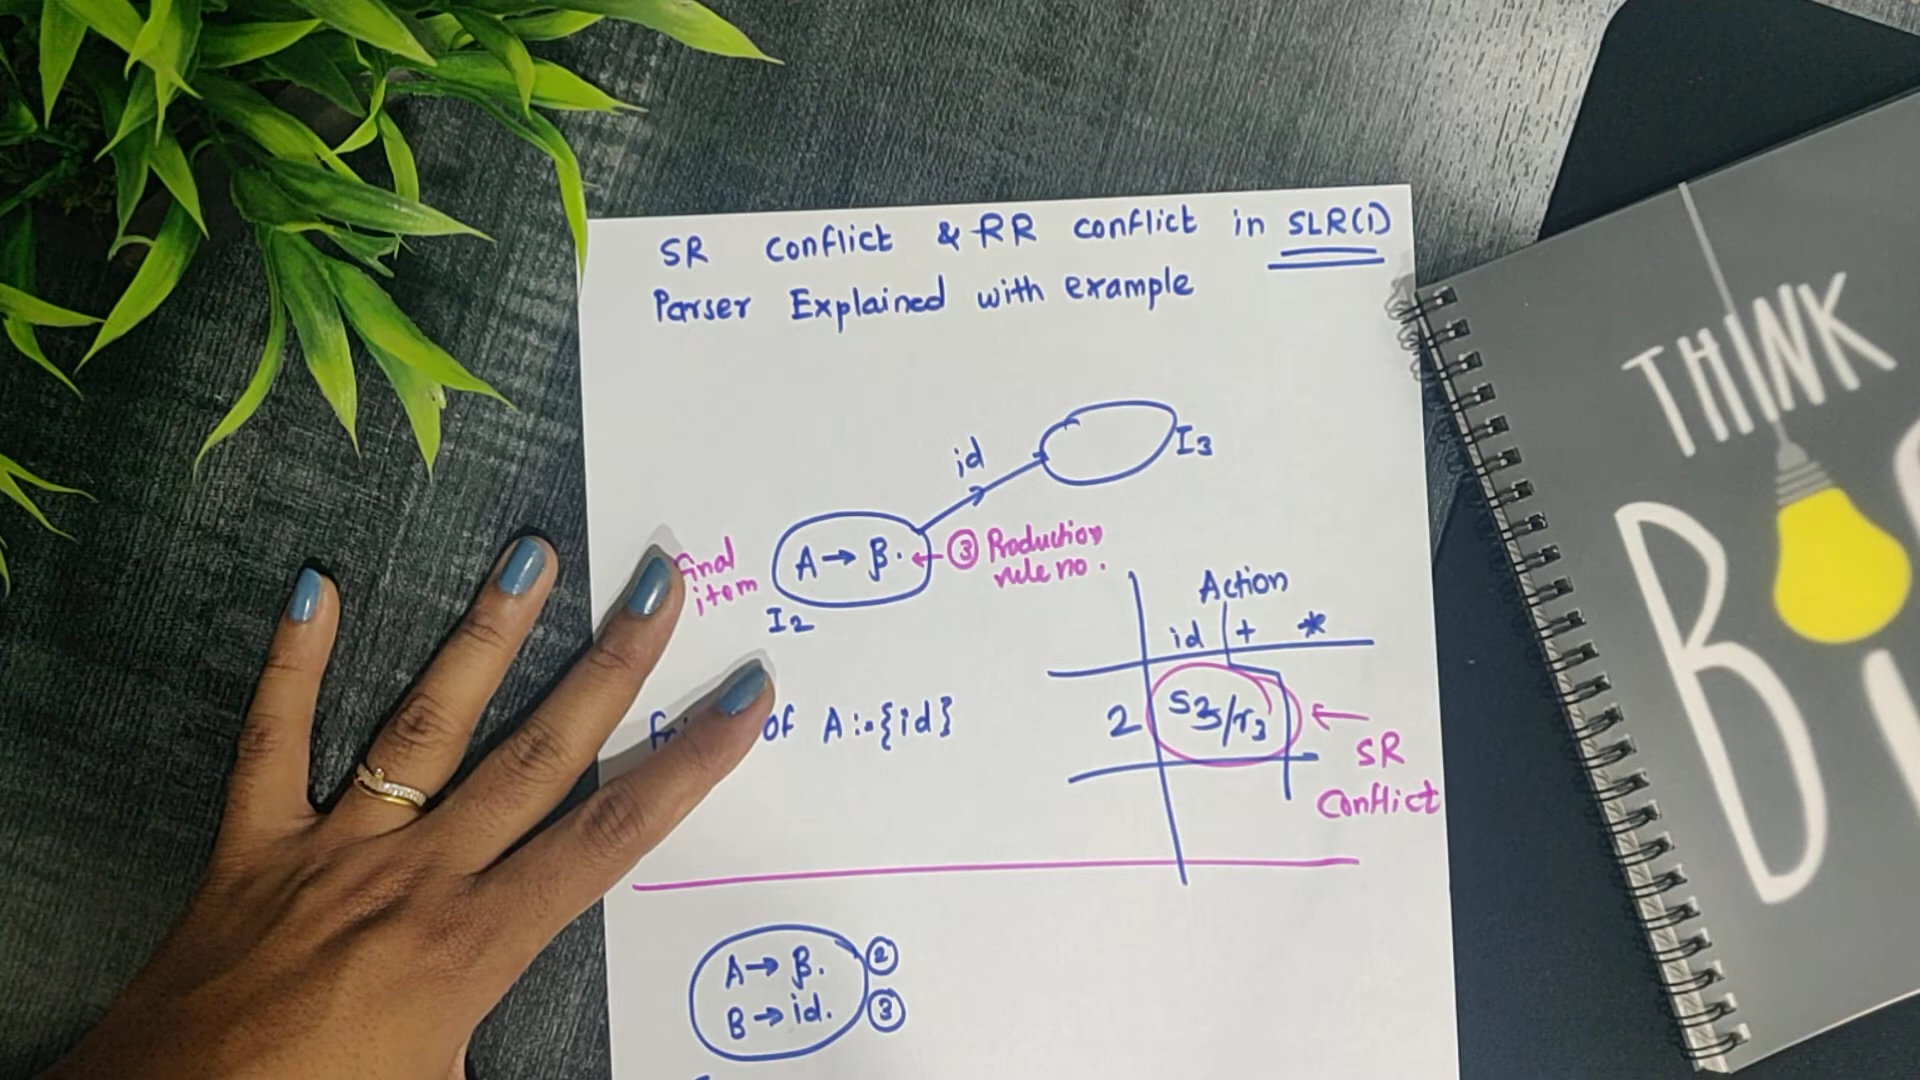 SR conflict & RR conflict in SLR(1)
Parser Explained with example
id
I3
final
item
A → β.
← ③ Production
rule no.
I2
Action
id + *
of A:={id}
2 S3/r3
← SR
Conflict
A → β. ②
B → id. ③
THINK